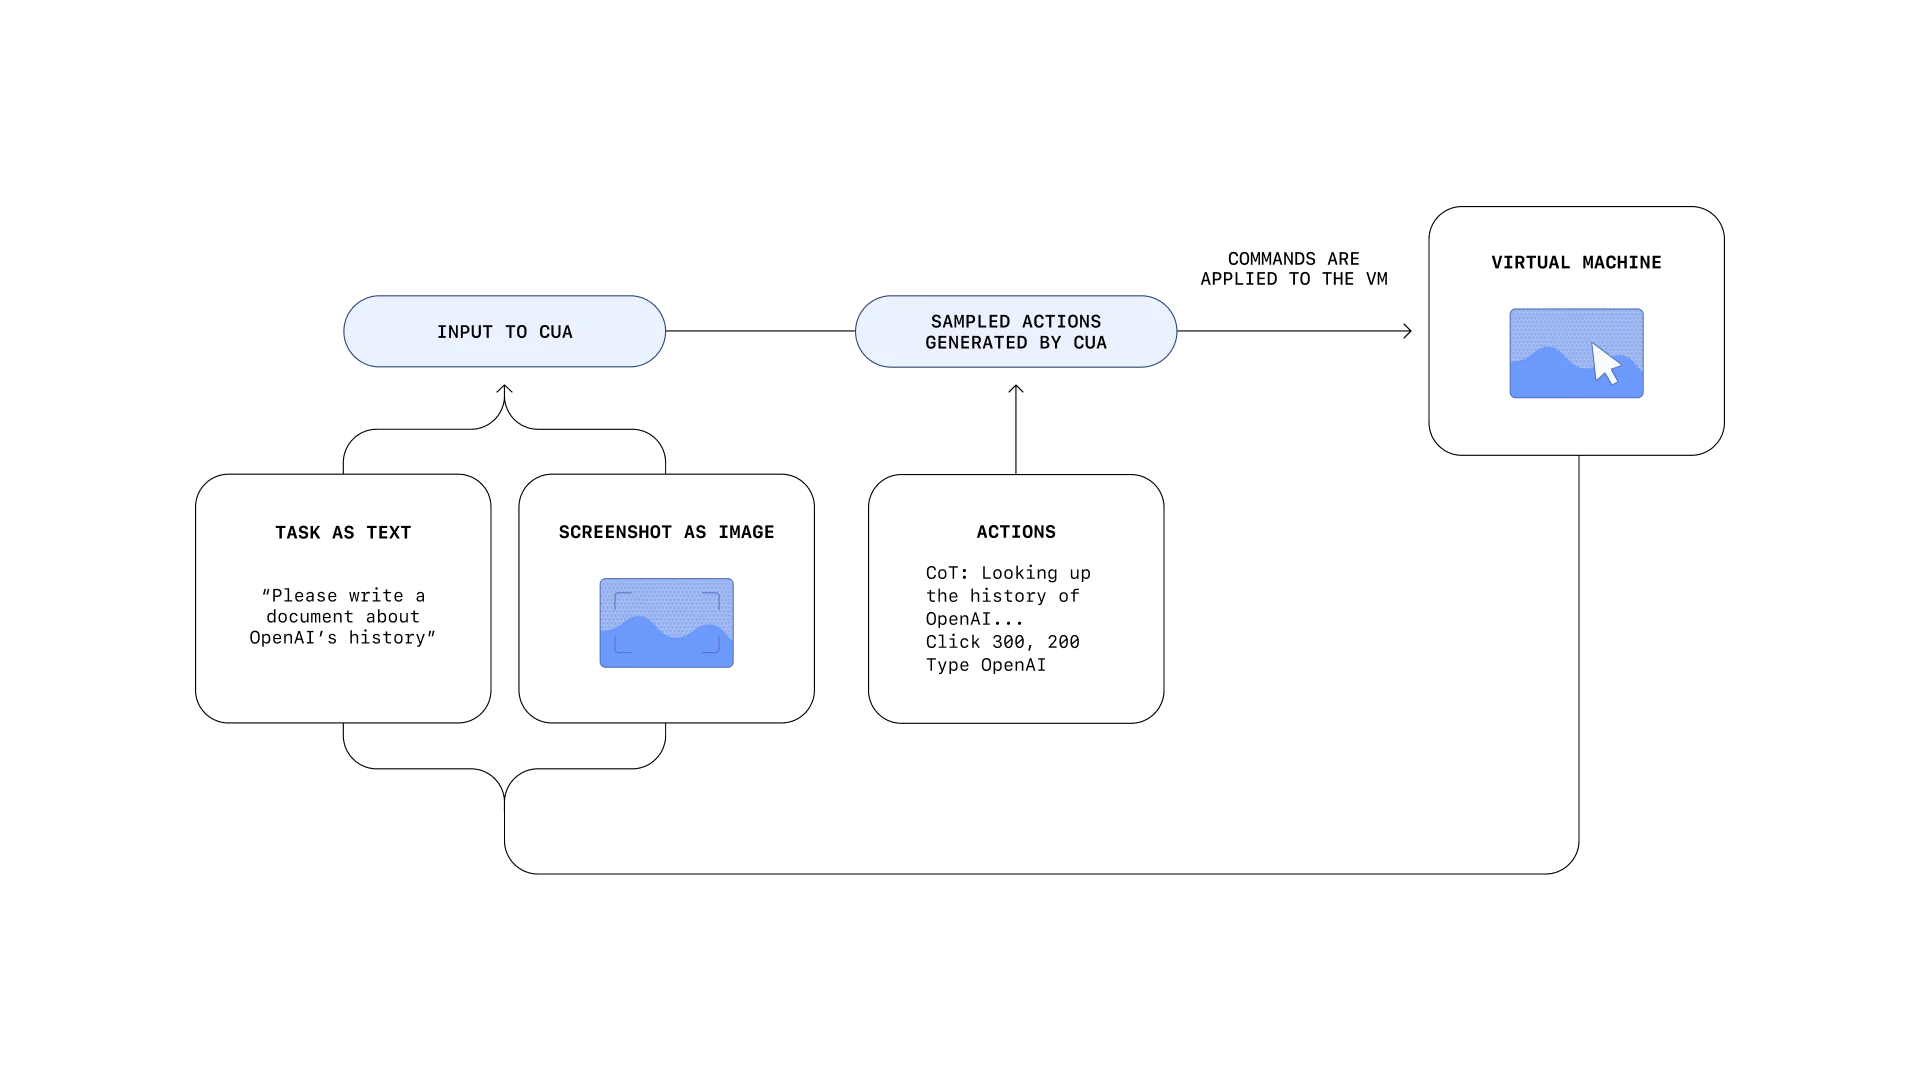 COMMANDS ARE
APPLIED TO THE VM
VIRTUAL MACHINE
INPUT TO CUA
SAMPLED ACTIONS
GENERATED BY CUA
TASK AS TEXT
“Please write a
document about
OpenAI’s history”
SCREENSHOT AS IMAGE
ACTIONS
CoT: Looking up
the history of
OpenAI...
Click 300, 200
Type OpenAI